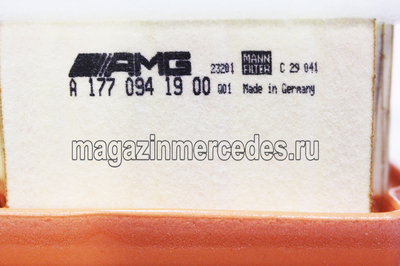 AMG 23201 MANN FILTER C 29 041
A 177 094 19 00 Q01 Made in Germany
magazinmercedes.ru